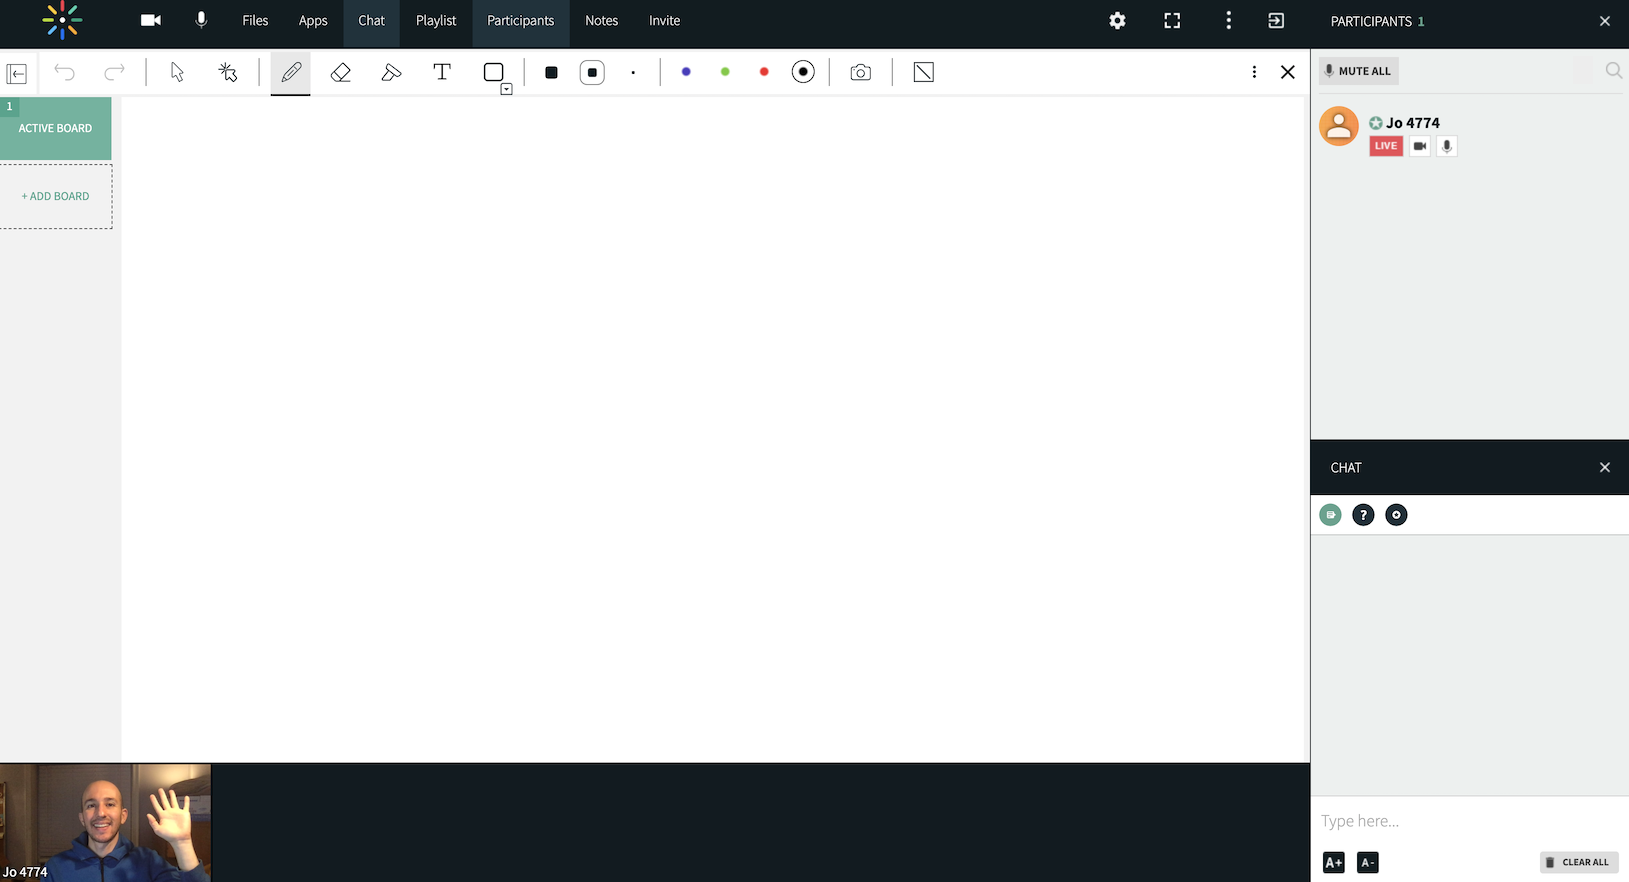 Files Apps Chat Playlist Participants Notes Invite
PARTICIPANTS 1
MUTE ALL
1
ACTIVE BOARD
+ ADD BOARD
Jo 4774
LIVE
CHAT
?
Type here...
A+ A-
CLEAR ALL
Jo 4774